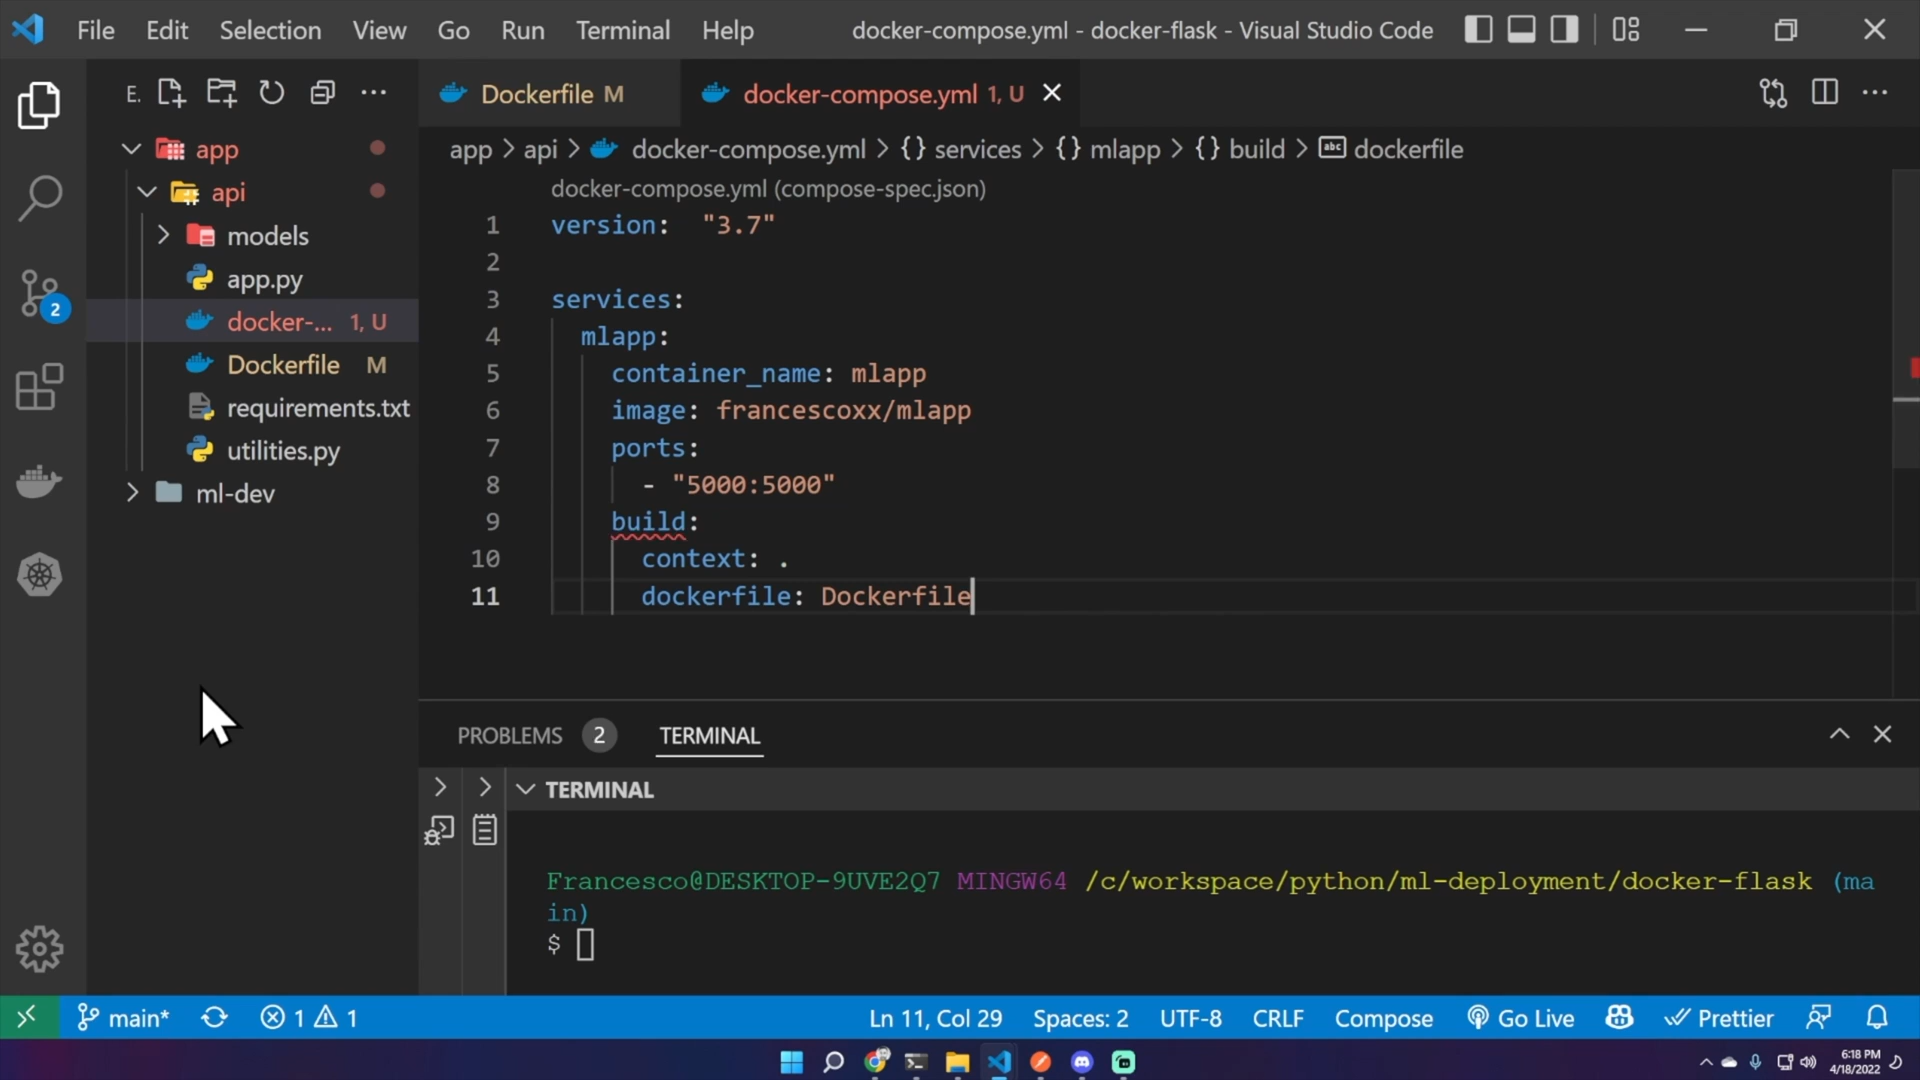 File Edit Selection View Go Run Terminal Help docker-compose.yml - docker-flask - Visual Studio Code
E.
Dockerfile M docker-compose.yml 1, U
app
api
models
app.py
docker-... 1, U
Dockerfile M
requirements.txt
utilities.py
ml-dev
2
app > api > docker-compose.yml > {} services > {} mlapp > {} build > abc dockerfile
docker-compose.yml (compose-spec.json)
1 version: "3.7"
2
3 services:
4 mlapp:
5 container_name: mlapp
6 image: francescoxx/mlapp
7 ports:
8 - "5000:5000"
9 build:
10 context: .
11 dockerfile: Dockerfile
PROBLEMS 2 TERMINAL
TERMINAL
Francesco@DESKTOP-9UVE2Q7 MINGW64 /c/workspace/python/ml-deployment/docker-flask (ma
in)
$
main* 1 1 Ln 11, Col 29 Spaces: 2 UTF-8 CRLF Compose Go Live Prettier
6:18 PM
4/18/2022